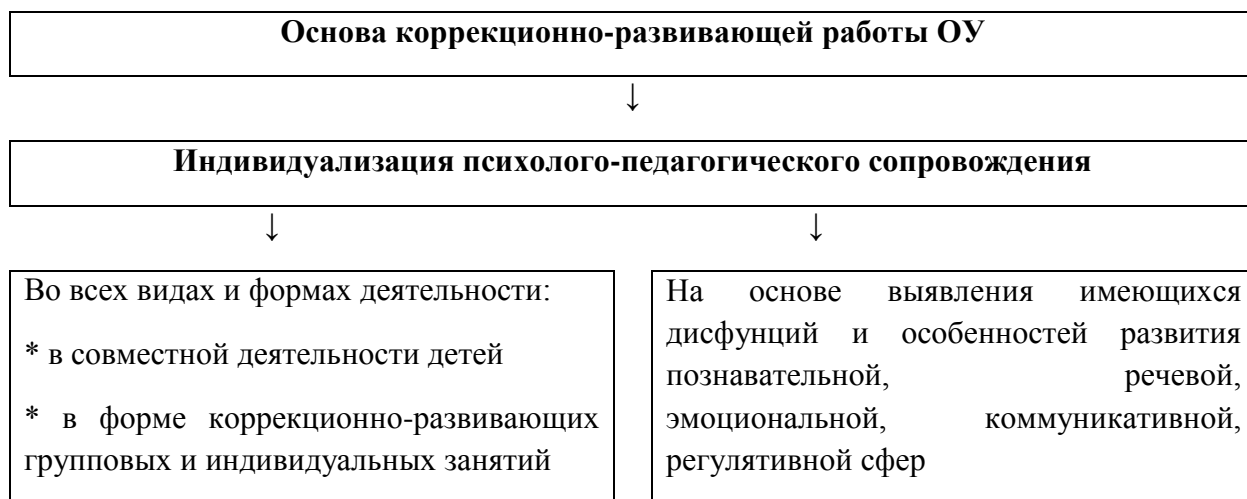 Основа коррекционно-развивающей работы ОУ
↓
Индивидуализация психолого-педагогического сопровождения
↓ ↓
Во всех видах и формах деятельности:
* в совместной деятельности детей
* в форме коррекционно-развивающих
групповых и индивидуальных занятий
На основе выявления имеющихся
дисфунций и особенностей развития
познавательной, речевой,
эмоциональной, коммуникативной,
регулятивной сфер